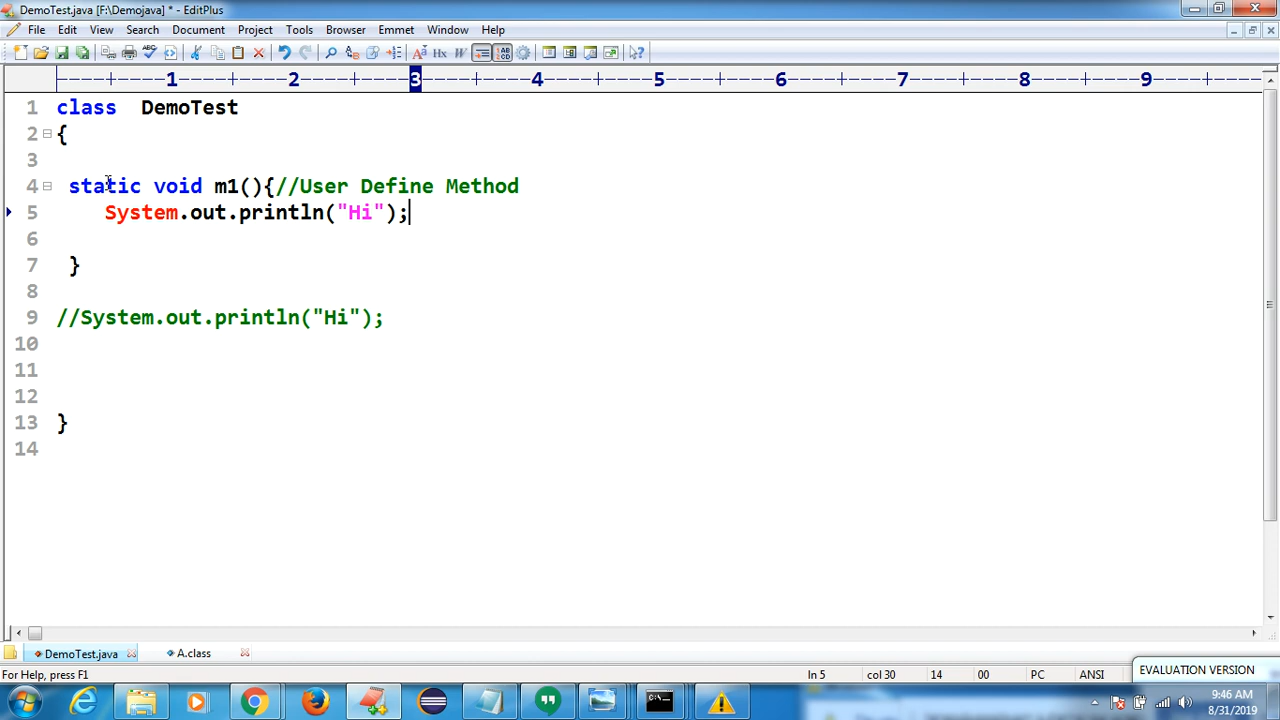 DemoTest.java [F:\Demojava] * - EditPlus
File Edit View Search Document Project Tools Browser Emmet Window Help
----+----1----+----2----+----3----+----4----+----5----+----6----+----7----+----8----+----9----+--
1 class  DemoTest
2 {
3
4  static void m1(){//User Define Method
5     System.out.println("Hi");
6
7  }
8
9 //System.out.println("Hi");
10
11
12
13 }
14
DemoTest.java A.class
For Help, press F1 ln 5 col 30 14 00 PC ANSI
EVALUATION VERSION
9:46 AM
8/31/2019